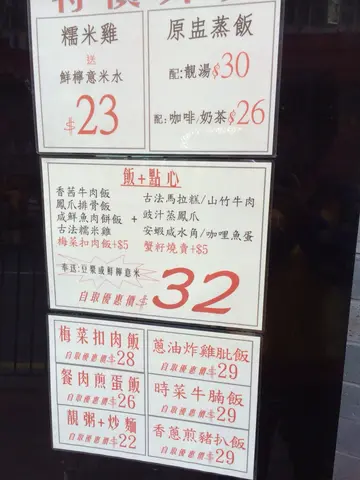 特價
糯米雞
送
鮮檸意米水
$23
原盅蒸飯
配:靚湯$30
配:咖啡/奶茶$26
飯+點心
香茜牛肉飯
鳳爪排骨飯
咸鮮魚肉餅飯
古法糯米雞
梅菜扣肉飯+$5
+
古法馬拉糕/山竹牛肉
豉汁蒸鳳爪
安蝦咸水角/咖哩魚蛋
蟹籽燒賣+$5
自取優惠價:$32
梅菜扣肉飯
自取優惠價:$28
餐肉煎蛋飯
自取優惠價:$26
靚粥+炒麵
自取優惠價:$22
蔥油炸雞肶飯
自取優惠價:$29
時菜牛腩飯
自取優惠價:$29
香蔥煎豬扒飯
自取優惠價:$29